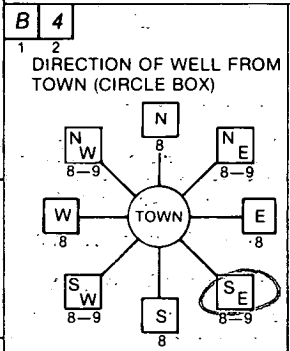 B 4
1 2
DIRECTION OF WELL FROM
TOWN (CIRCLE BOX)
N
8
N W
8-9
N E
8-9
W
8
TOWN
E
8
S W
8-9
S E
8-9
S
8